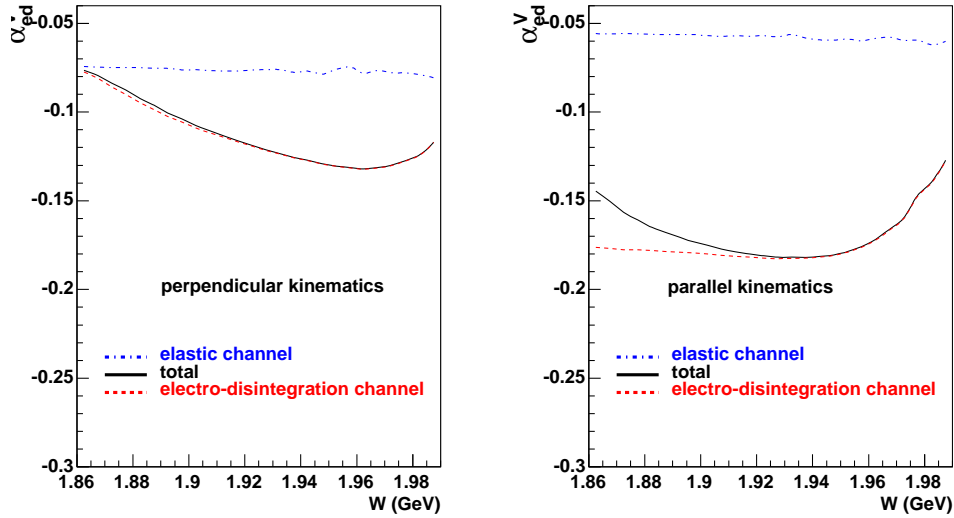 α ed V
-0.05
-0.1
-0.15
-0.2
-0.25
-0.3
perpendicular kinematics
elastic channel
total
electro-disintegration channel
1.86 1.88 1.9 1.92 1.94 1.96 1.98
W (GeV)
α ed V
-0.05
-0.1
-0.15
-0.2
-0.25
-0.3
parallel kinematics
elastic channel
total
electro-disintegration channel
1.86 1.88 1.9 1.92 1.94 1.96 1.98
W (GeV)